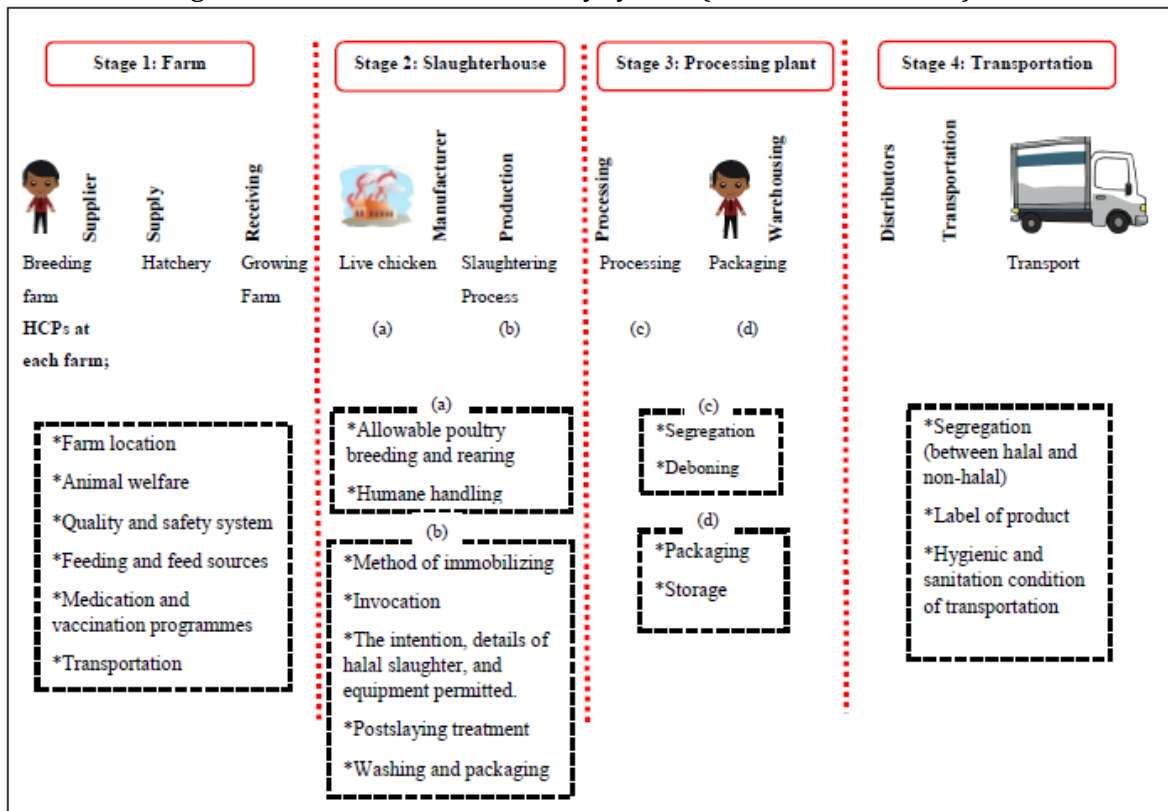 Stage 1: Farm
Stage 2: Slaughterhouse
Stage 3: Processing plant
Stage 4: Transportation
Supplier
Supply
Receiving
Manufacturer
Production
Processing
Warehousing
Distributors
Transportation
Breeding
farm
Hatchery
Growing
Farm
Live chicken
Slaughtering
Process
Processing
Packaging
Transport
HCPs at
each farm;
(a)
(b)
(c)
(d)
*Farm location
*Animal welfare
*Quality and safety system
*Feeding and feed sources
*Medication and
vaccination programmes
*Transportation
(a)
*Allowable poultry
breeding and rearing
*Humane handling
(b)
*Method of immobilizing
*Invocation
*The intention, details of
halal slaughter, and
equipment permitted.
*Postslaying treatment
*Washing and packaging
(c)
*Segregation
*Deboning
(d)
*Packaging
*Storage
*Segregation
(between halal and
non-halal)
*Label of product
*Hygienic and
sanitation condition
of transportation